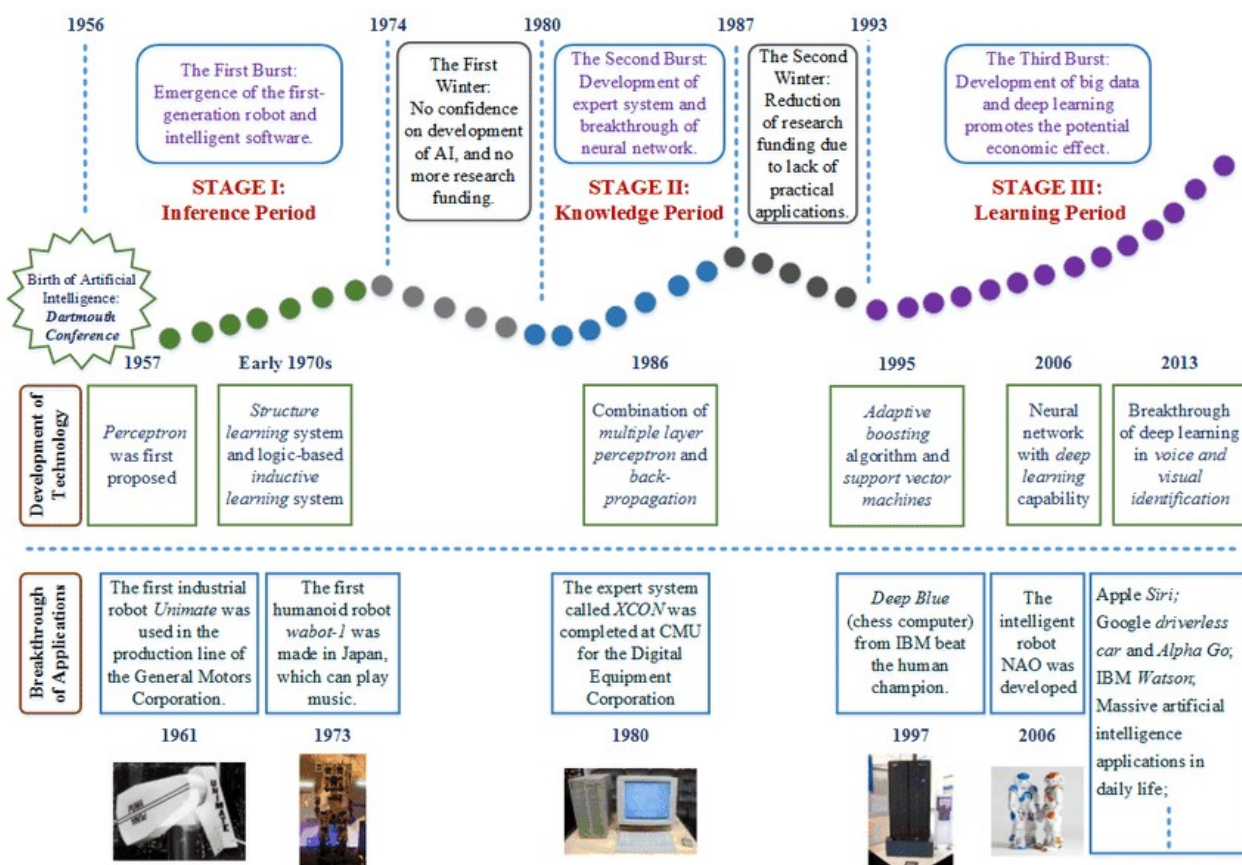 1956
1974
1980
1987
1993
The First Burst:
Emergence of the first-
generation robot and
intelligent software.
STAGE I:
Inference Period
The First
Winter:
No confidence
on development
of AI, and no
more research
funding.
The Second Burst:
Development of
expert system and
breakthrough of
neural network.
STAGE II:
Knowledge Period
The Second
Winter:
Reduction
of research
funding due
to lack of
practical
applications.
The Third Burst:
Development of big data
and deep learning
promotes the potential
economic effect.
STAGE III:
Learning Period
Birth of Artificial
Intelligence:
Dartmouth
Conference
Development of
Technology
1957
Perceptron
was first
proposed
Early 1970s
Structure
learning system
and logic-based
inductive
learning system
1986
Combination of
multiple layer
perceptron and
back-
propagation
1995
Adaptive
boosting
algorithm and
support vector
machines
2006
Neural
network
with deep
learning
capability
2013
Breakthrough
of deep learning
in voice and
visual
identification
Breakthrough
of Applications
The first industrial
robot Unimate was
used in the
production line of
the General Motors
Corporation.
1961
UNIMATE
The first
humanoid robot
wabot-1 was
made in Japan,
which can play
music.
1973
The expert system
called XCON was
completed at CMU
for the Digital
Equipment
Corporation
1980
Deep Blue
(chess computer)
from IBM beat
the human
champion.
1997
The
intelligent
robot
NAO was
developed
2006
Apple Siri;
Google driverless
car and Alpha Go;
IBM Watson;
Massive artificial
intelligence
applications in
daily life;